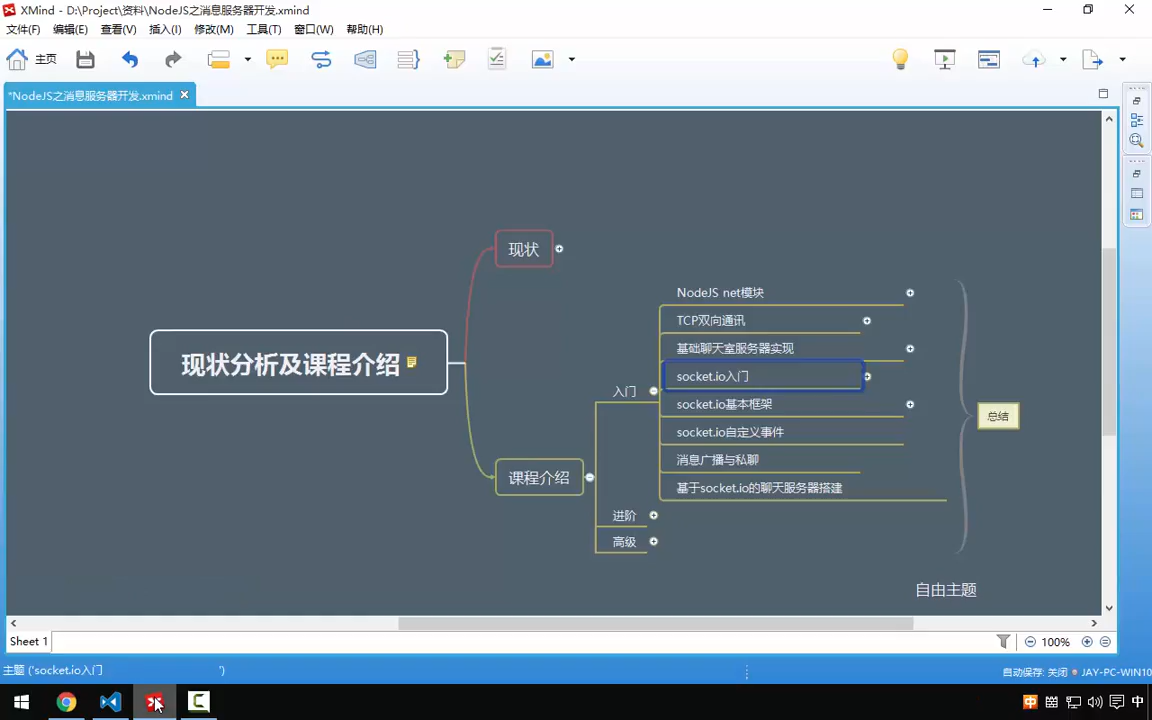 XMind - D:\Project\资料\NodeJS之消息服务器开发.xmind
文件(F) 编辑(E) 查看(V) 插入(I) 修改(M) 工具(T) 窗口(W) 帮助(H)
主页
*NodeJS之消息服务器开发.xmind
现状
NodeJS net模块
TCP双向通讯
基础聊天室服务器实现
现状分析及课程介绍
socket.io入门
入门
socket.io基本框架
总结
socket.io自定义事件
消息广播与私聊
课程介绍
基于socket.io的聊天服务器搭建
进阶
高级
自由主题
Sheet 1
100%
主题 ('socket.io入门 ')
自动保存: 关闭
JAY-PC-WIN10
中
中